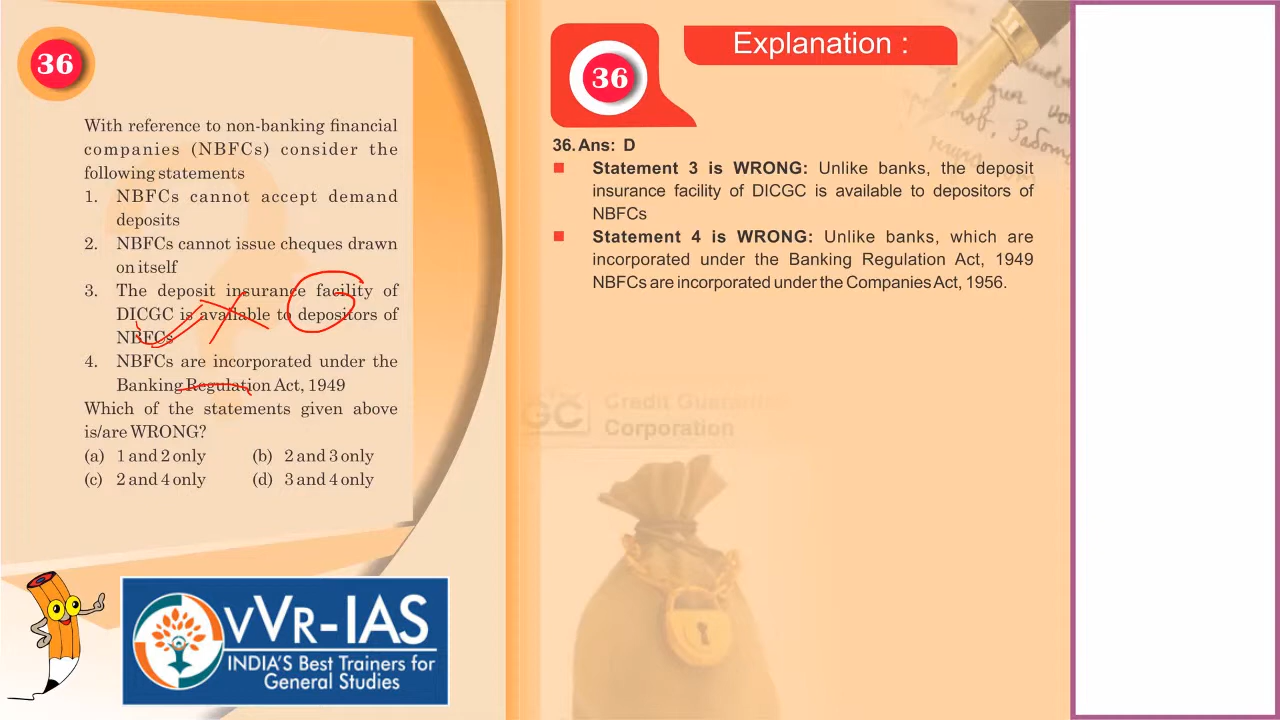 36
With reference to non-banking financial
companies (NBFCs) consider the
following statements
1. NBFCs cannot accept demand
deposits
2. NBFCs cannot issue cheques drawn
on itself
3. The deposit insurance facility of
DICGC is available to depositors of
NBFCs
4. NBFCs are incorporated under the
Banking Regulation Act, 1949
Which of the statements given above
is/are WRONG?
(a) 1 and 2 only (b) 2 and 3 only
(c) 2 and 4 only (d) 3 and 4 only
vVr-IAS
INDIA'S Best Trainers for
General Studies
36
Explanation :
36. Ans: D
Statement 3 is WRONG: Unlike banks, the deposit
insurance facility of DICGC is available to depositors of
NBFCs
Statement 4 is WRONG: Unlike banks, which are
incorporated under the Banking Regulation Act, 1949
NBFCs are incorporated under the Companies Act, 1956.
GC Credit Guarantee
Corporation